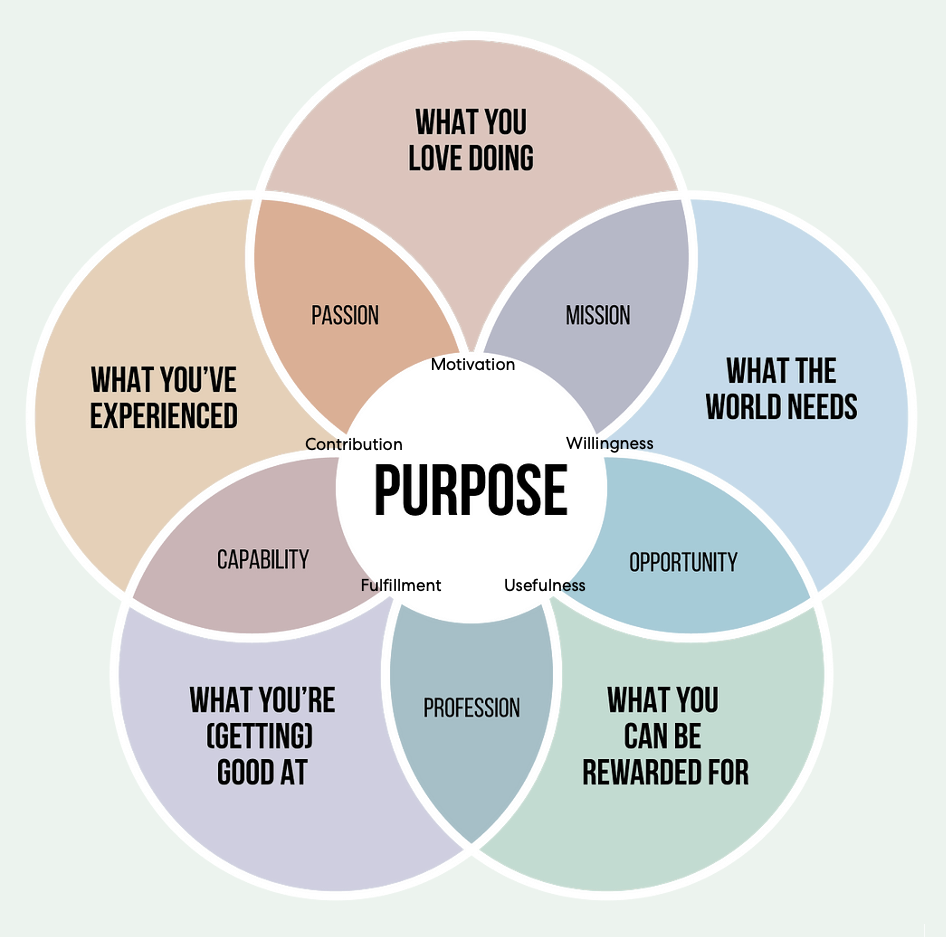 WHAT YOU
LOVE DOING
PASSION
MISSION
Motivation
WHAT YOU'VE
EXPERIENCED
WHAT THE
WORLD NEEDS
Contribution
Willingness
PURPOSE
CAPABILITY
OPPORTUNITY
Fulfillment
Usefulness
WHAT YOU'RE
(GETTING)
GOOD AT
PROFESSION
WHAT YOU
CAN BE
REWARDED FOR